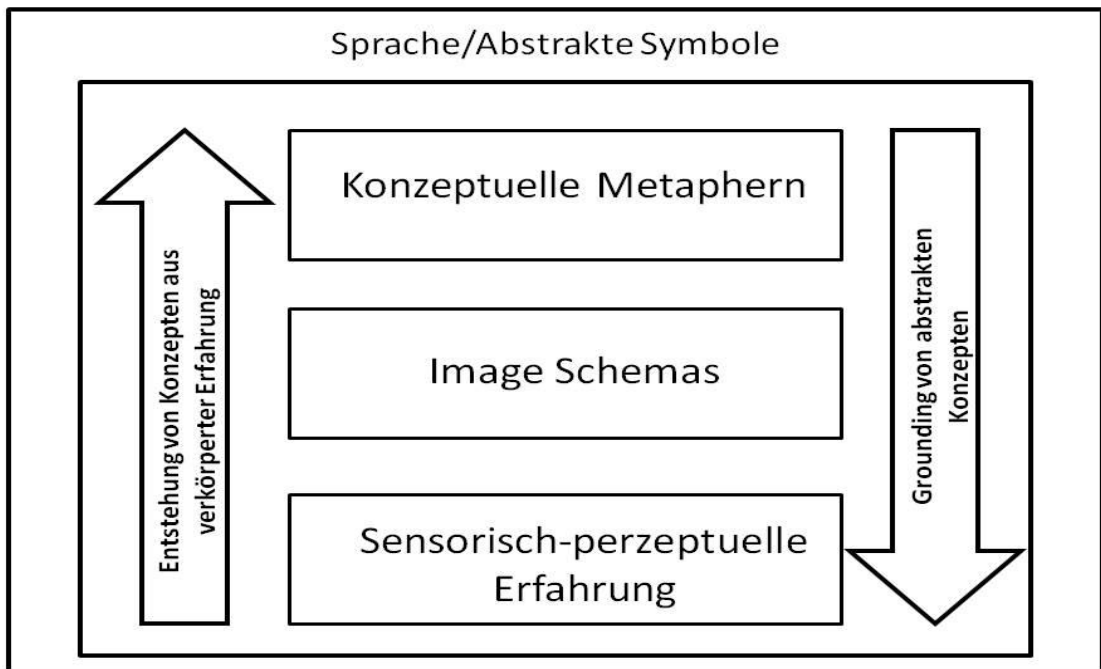 Sprache/Abstrakte Symbole
Entstehung von Konzepten aus
verkörperter Erfahrung
Konzeptuelle Metaphern
Image Schemas
Sensorisch-perzeptuelle
Erfahrung
Grounding von abstrakten
Konzepten